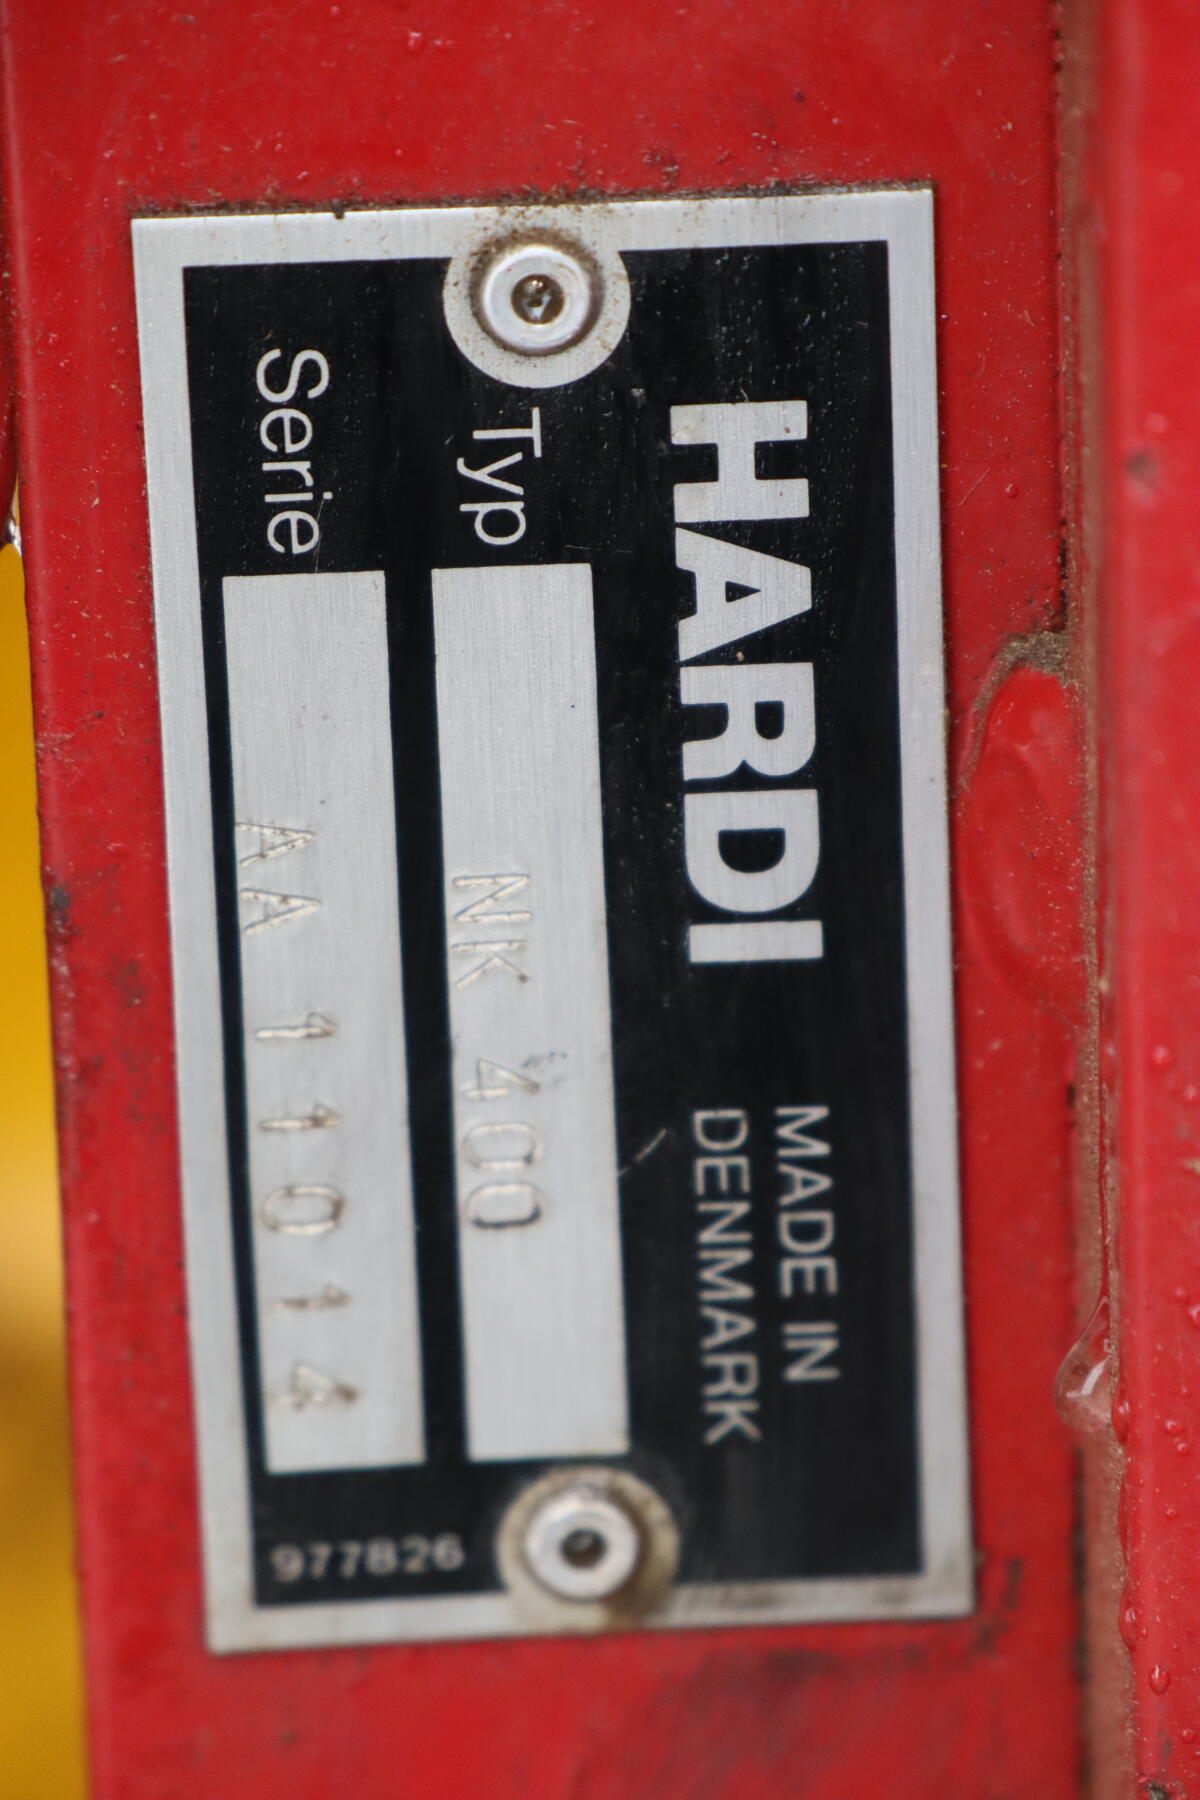 HARDI
MADE IN
DENMARK
Typ NK 400
Serie AA 11014
977826